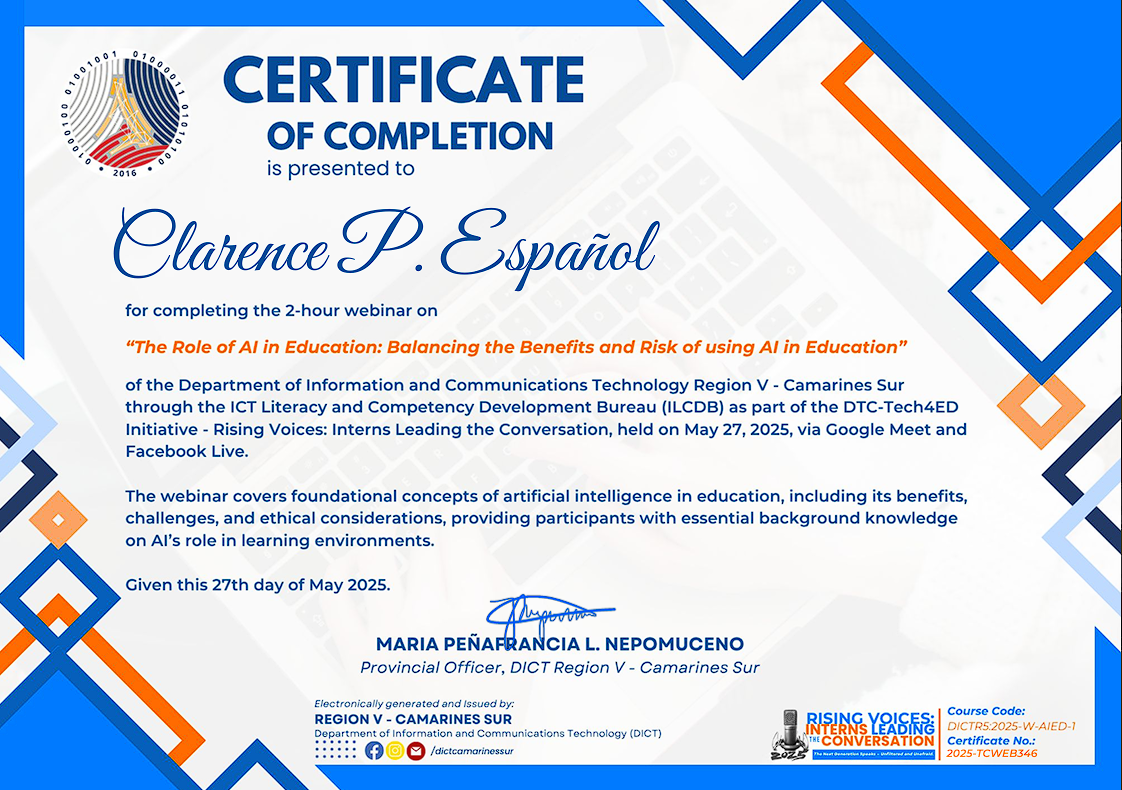 01001001 01000011 01010100 01000100
2016
CERTIFICATE
OF COMPLETION
is presented to
Clarence P. Español
for completing the 2-hour webinar on
“The Role of AI in Education: Balancing the Benefits and Risk of using AI in Education”
of the Department of Information and Communications Technology Region V - Camarines Sur
through the ICT Literacy and Competency Development Bureau (ILCDB) as part of the DTC-Tech4ED
Initiative - Rising Voices: Interns Leading the Conversation, held on May 27, 2025, via Google Meet and
Facebook Live.
The webinar covers foundational concepts of artificial intelligence in education, including its benefits,
challenges, and ethical considerations, providing participants with essential background knowledge
on AI’s role in learning environments.
Given this 27th day of May 2025.
MARIA PEÑAFRANCIA L. NEPOMUCENO
Provincial Officer, DICT Region V - Camarines Sur
Electronically generated and Issued by:
REGION V - CAMARINES SUR
Department of Information and Communications Technology (DICT)
/dictcamarinessur
2025
RISING VOICES:
INTERNS LEADING
THE CONVERSATION
The Next Generation Speaks - Unfiltered and Unafraid.
Course Code:
DICTR5:2025-W-AIED-1
Certificate No.:
2025-TCWEB346